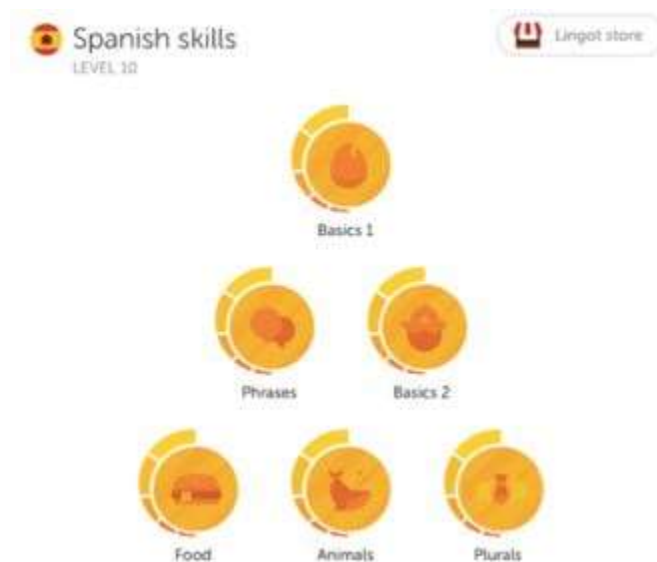 Spanish skills
LEVEL 10
Lingot store
Basics 1
Phrases
Basics 2
Food
Animals
Plurals